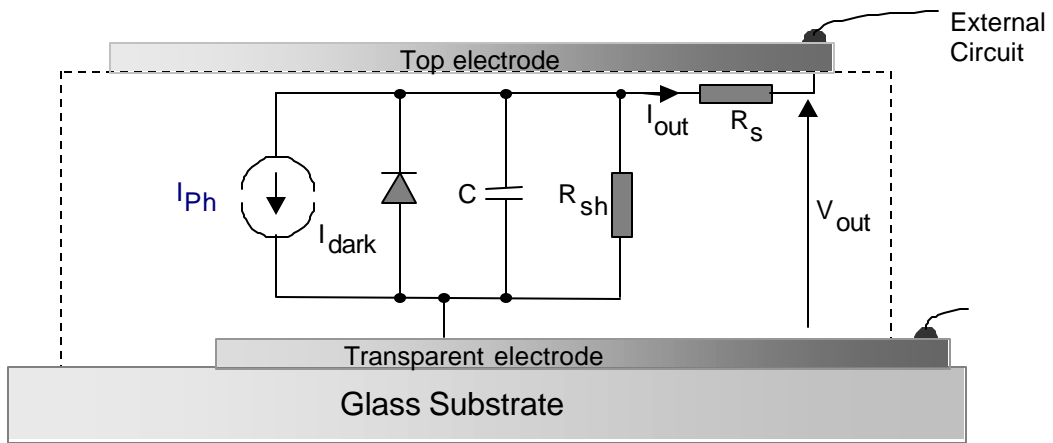 External
Circuit
Top electrode
I_out
R_s
I_Ph
I_dark
C
R_sh
V_out
Transparent electrode
Glass Substrate